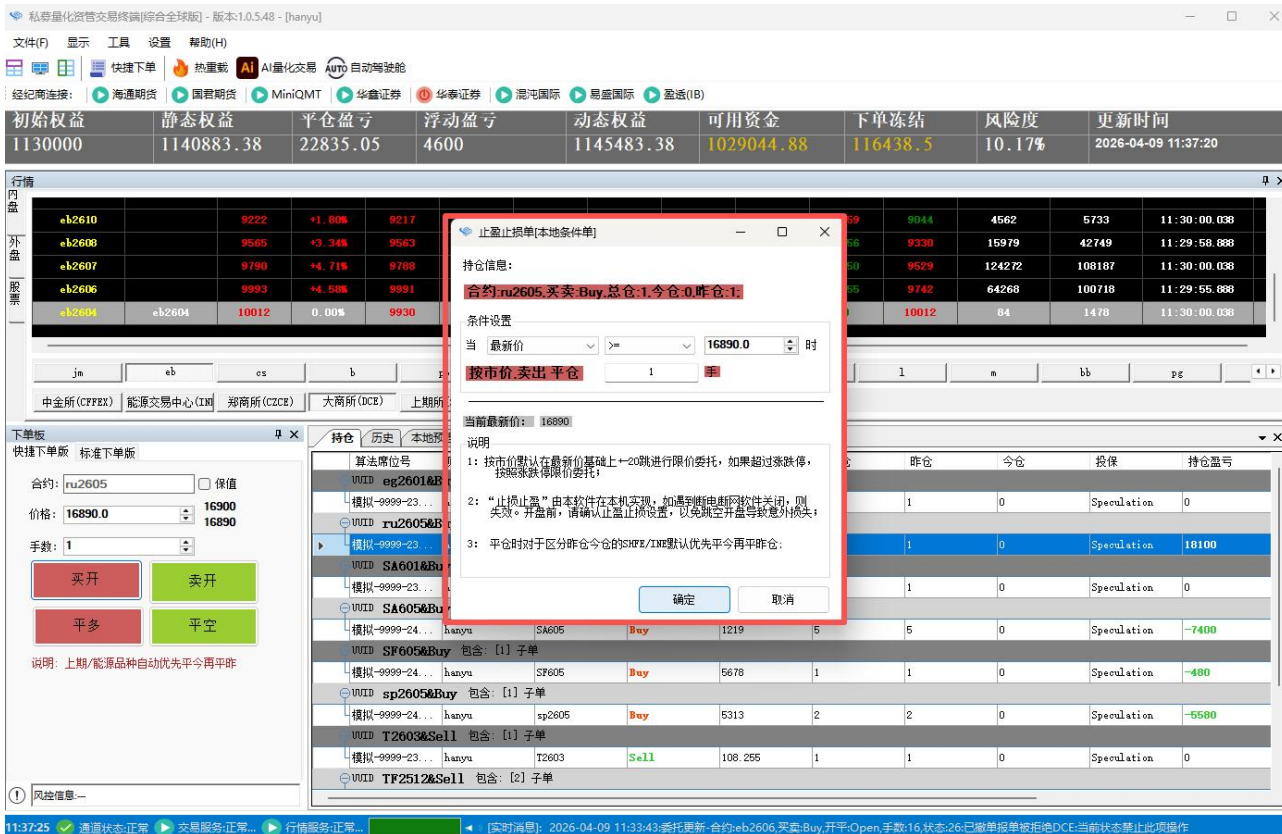 私募量化资管交易终端[综合全球版] - 版本:1.0.5.48 - [hanyu]
文件(F) 显示 工具 设置 帮助(H)
快捷下单 热重载 Ai AI量化交易 AUTO 自动驾驶舱
经纪商连接: 海通期货 国君期货 MiniQMT 华鑫证券 华泰证券 混沌国际 易盛国际 盈透(IB)
初始权益 静态权益 平仓盈亏 浮动盈亏 动态权益 可用资金 下单冻结 风险度 更新时间
1130000 1140883.38 22835.05 4600 1145483.38 1029044.88 116438.5 10.17% 2026-04-09 11:37:20
行情
内盘
外盘
股票
eb2610 9222 +1.80% 9217 59 9044 4562 5733 11:30:00.038
eb2608 9565 +3.34% 9563 56 9330 15979 42749 11:29:58.888
eb2607 9790 +4.71% 9788 50 9529 124272 108187 11:30:00.038
eb2606 9993 +4.58% 9991 55 9742 64268 100718 11:29:55.888
eb2604 eb2604 10012 0.00% 9930 10012 84 1478 11:30:00.038
jm eb cs b l m bb pg
中金所(CFFEX) 能源交易中心(INE 郑商所(CZCE) 大商所(DCE) 上期所
止盈止损单[本地条件单]
持仓信息:
合约:ru2605,买卖:Buy,总仓:1,今仓:0,昨仓:1;
条件设置
当 最新价 >= 16890.0 时
按市价,卖出 平仓 1 手
当前最新价: 16890
说明
1: 按市价默认在最新价基础上+-20跳进行限价委托,如果超过涨跌停,
按照涨跌停限价委托;
2: “止损止盈”由本软件在本机实现,如遇到断电断网软件关闭,则
失效。开盘前,请确认止盈止损设置,以免跳空开盘导致意外损失;
3: 平仓时对于区分昨仓今仓的SHFE/INE默认优先平今再平昨仓;
确定 取消
下单板
快捷下单版 标准下单版
合约: ru2605 保值
价格: 16890.0 16900
16890
手数: 1
买开 卖开
平多 平空
说明: 上期/能源品种自动优先平今再平昨
风控信息:—
持仓 历史 本地预
算法席位号 昨仓 今仓 投保 持仓盈亏
UUID eg2601&B
模拟-9999-23... 1 0 Speculation 0
UUID ru2605&B
模拟-9999-23... 1 0 Speculation 18100
UUID SA601&Bu
模拟-9999-23... 1 0 Speculation 0
UUID SA605&Bu
模拟-9999-24... hanyu SA605 Buy 1219 5 5 0 Speculation -7400
UUID SF605&Buy 包含: [1] 子单
模拟-9999-24... hanyu SF605 Buy 5678 1 1 0 Speculation -480
UUID sp2605&Buy 包含: [1] 子单
模拟-9999-24... hanyu sp2605 Buy 5313 2 2 0 Speculation -5580
UUID T2603&Sell 包含: [1] 子单
模拟-9999-23... hanyu T2603 Sell 108.255 1 1 0 Speculation 0
UUID TF2512&Sell 包含: [2] 子单
11:37:25 通道状态:正常 交易服务:正常... 行情服务:正常... [实时消息]: 2026-04-09 11:33:43:委托更新-合约:eb2606,买卖:Buy,开平:Open,手数:16,状态:26:已撤单报单被拒绝DCE:当前状态禁止此项操作